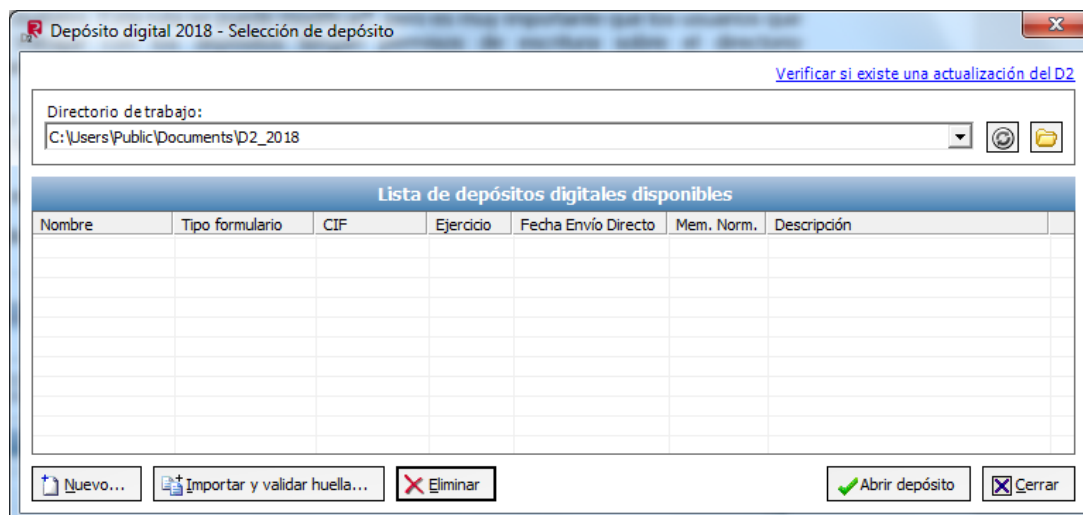 Depósito digital 2018 - Selección de depósito
Verificar si existe una actualización del D2
Directorio de trabajo:
C:\Users\Public\Documents\D2_2018
Lista de depósitos digitales disponibles
Nombre Tipo formulario CIF Ejercicio Fecha Envío Directo Mem. Norm. Descripción
Nuevo... Importar y validar huella... Eliminar Abrir depósito Cerrar